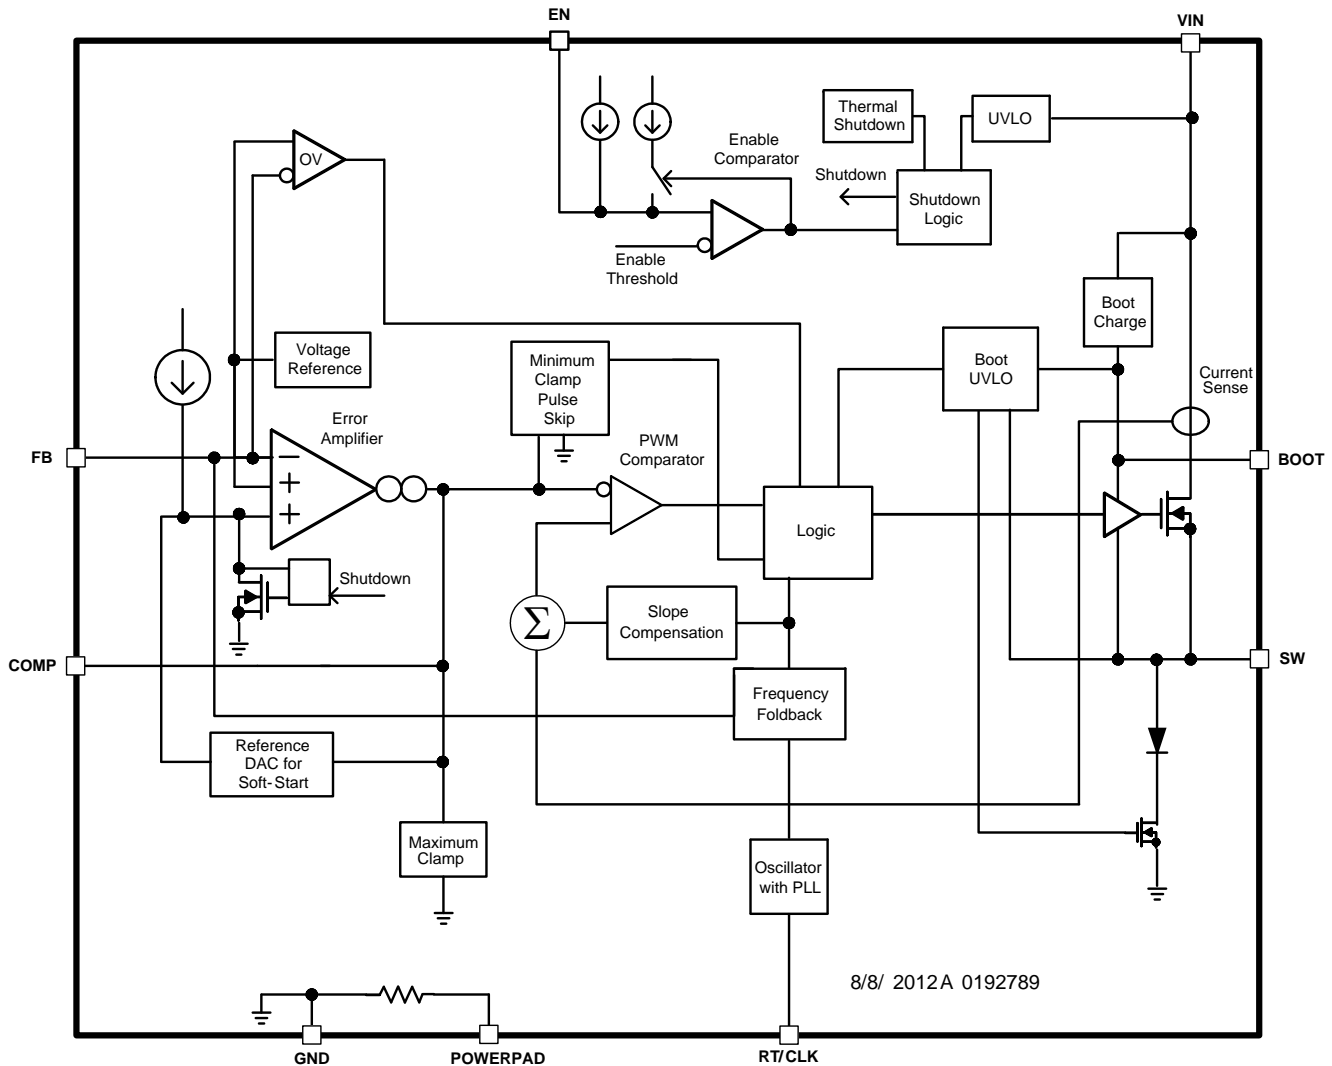 EN
VIN
Thermal
Shutdown
UVLO
Enable
Comparator
Shutdown
Shutdown
Logic
OV
Enable
Threshold
Boot
Charge
Voltage
Reference
Minimum
Clamp
Pulse
Skip
Boot
UVLO
Current
Sense
Error
Amplifier
PWM
Comparator
FB
BOOT
−
+
+
Logic
Shutdown
Σ
Slope
Compensation
COMP
SW
Frequency
Foldback
Reference
DAC for
Soft-Start
Maximum
Clamp
Oscillator
with PLL
8/8/ 2012A 0192789
GND
POWERPAD
RT/CLK